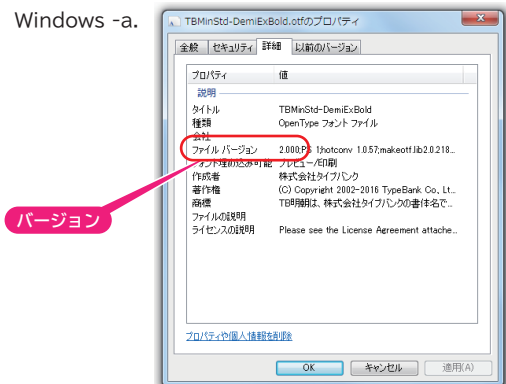 Windows -a.
TBMinStd-DemiExBold.otfのプロパティ
全般 セキュリティ 詳細 以前のバージョン
プロパティ 値
説明
タイトル TBMinStd-DemiExBold
種類 OpenType フォント ファイル
会社
ファイル バージョン 2.000;PS 1;hotconv 1.0.57;makeotf.lib2.0.218...
フォント埋め込み可能 プレビュー/印刷
作成者 株式会社タイプバンク
著作権 (C) Copyright 2002-2016 TypeBank Co., Lt...
商標 TB明朝は、株式会社タイプバンクの書体名で...
ファイルの説明
ライセンスの説明 Please see the License Agreement attache...
バージョン
プロパティや個人情報を削除
OK キャンセル 適用(A)